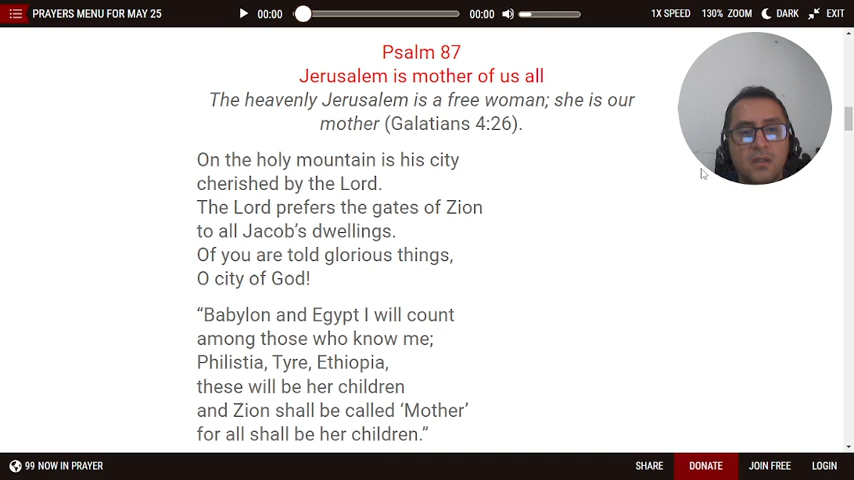 PRAYERS MENU FOR MAY 25 00:00 00:00 1X SPEED 130% ZOOM DARK EXIT
Psalm 87
Jerusalem is mother of us all
The heavenly Jerusalem is a free woman; she is our
mother (Galatians 4:26).
On the holy mountain is his city
cherished by the Lord.
The Lord prefers the gates of Zion
to all Jacob’s dwellings.
Of you are told glorious things,
O city of God!
“Babylon and Egypt I will count
among those who know me;
Philistia, Tyre, Ethiopia,
these will be her children
and Zion shall be called ‘Mother’
for all shall be her children.”
99 NOW IN PRAYER SHARE DONATE JOIN FREE LOGIN